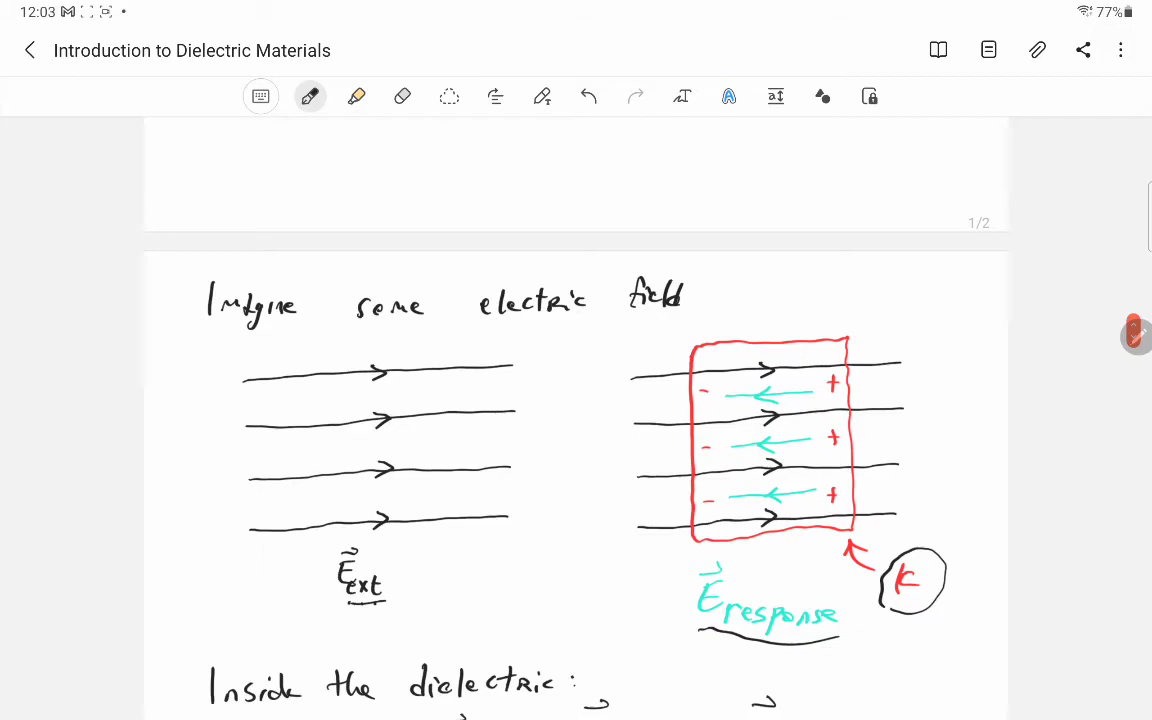 12:03 77%
Introduction to Dielectric Materials
1/2
Imagine some electric field
- +
- +
- +
E ext
K
E response
Inside the dielectric: